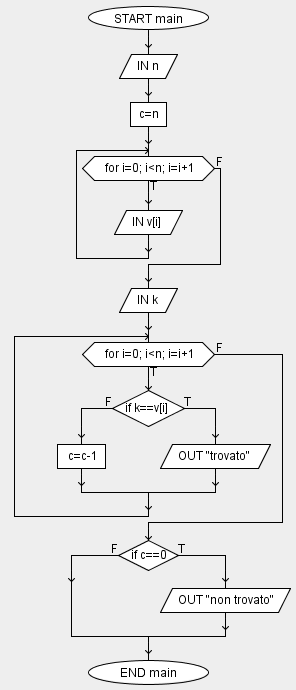 START main
IN n
c=n
for i=0; i<n; i=i+1
F
T
IN v[i]
IN k
for i=0; i<n; i=i+1
F
T
F if k==v[i] T
c=c-1
OUT "trovato"
F if c==0 T
OUT "non trovato"
END main